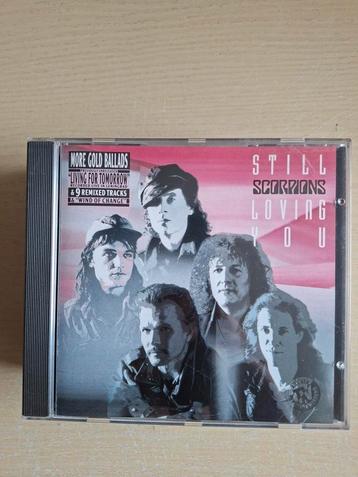 MORE GOLD BALLADS
"LIVING FOR TOMORROW"
& 9 REMIXED TRACKS
& "WIND OF CHANGE"
STILL
SCORPIONS
LOVING
YOU